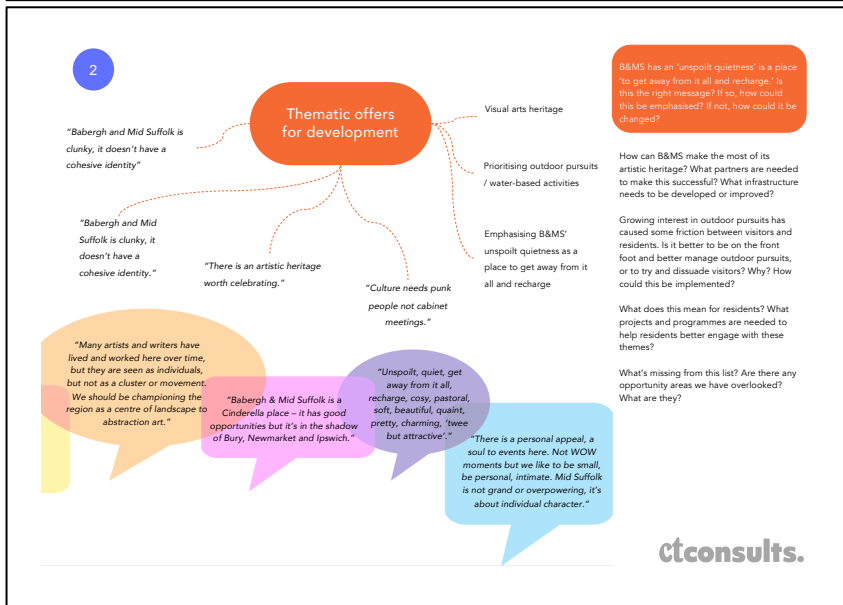 2
Thematic offers
for development
"Babergh and Mid Suffolk is
clunky, it doesn't have a
cohesive identity"
"Babergh and Mid
Suffolk is clunky, it
doesn't have a
cohesive identity."
"There is an artistic heritage
worth celebrating."
"Culture needs punk
people not cabinet
meetings."
Visual arts heritage
Prioritising outdoor pursuits
/ water-based activities
Emphasising B&MS'
unspoilt quietness as a
place to get away from it
all and recharge
"Many artists and writers have
lived and worked here over time,
but they are seen as individuals,
but not as a cluster or movement.
We should be championing the
region as a centre of landscape to
abstraction art."
"Babergh & Mid Suffolk is a
Cinderella place – it has good
opportunities but it's in the shadow
of Bury, Newmarket and Ipswich."
"Unspoilt, quiet, get
away from it all,
recharge, cosy, pastoral,
soft, beautiful, quaint,
pretty, charming, 'twee
but attractive'."
"There is a personal appeal, a
soul to events here. Not WOW
moments but we like to be small,
be personal, intimate. Mid Suffolk
is not grand or overpowering, it's
about individual character."
B&MS has an 'unspoilt quietness' is a place
'to get away from it all and recharge.' Is
this the right message? If so, how could
this be emphasised? If not, how could it be
changed?
How can B&MS make the most of its
artistic heritage? What partners are needed
to make this successful? What infrastructure
needs to be developed or improved?
Growing interest in outdoor pursuits has
caused some friction between visitors and
residents. Is it better to be on the front
foot and better manage outdoor pursuits,
or to try and dissuade visitors? Why? How
could this be implemented?
What does this mean for residents? What
projects and programmes are needed to
help residents better engage with these
themes?
What's missing from this list? Are there any
opportunity areas we have overlooked?
What are they?
ctconsults.